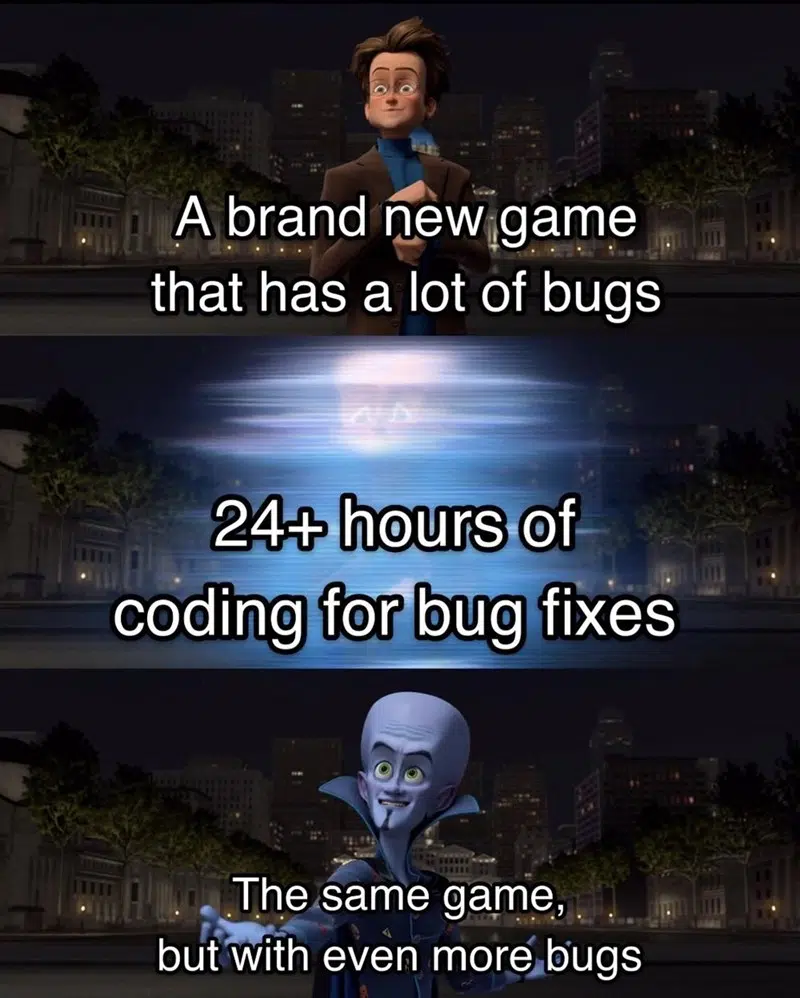 A brand new game
that has a lot of bugs
24+ hours of
coding for bug fixes
The same game,
but with even more bugs